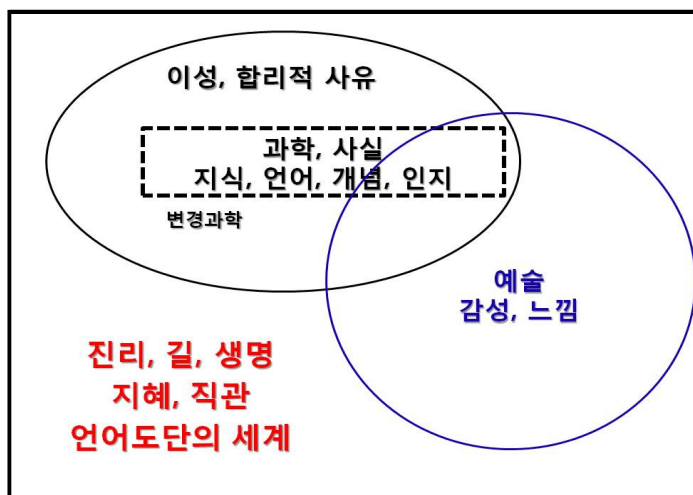 이성, 합리적 사유
과학, 사실
지식, 언어, 개념, 인지
변경과학
예술
감성, 느낌
진리, 길, 생명
지혜, 직관
언어도단의 세계